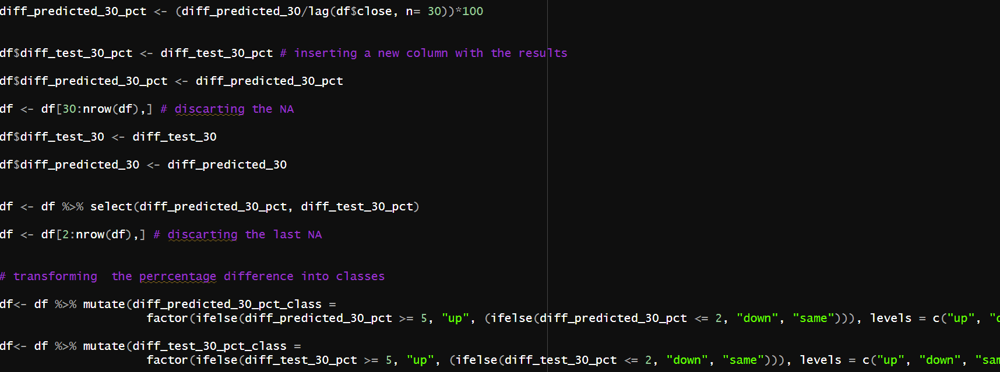 diff_predicted_30_pct <- (diff_predicted_30/lag(df$close, n= 30))*100
df$diff_test_30_pct <- diff_test_30_pct # inserting a new column with the results
df$diff_predicted_30_pct <- diff_predicted_30_pct
df <- df[30:nrow(df),] # discarting the NA
df$diff_test_30 <- diff_test_30
df$diff_predicted_30 <- diff_predicted_30
df <- df %>% select(diff_predicted_30_pct, diff_test_30_pct)
df <- df[2:nrow(df),] # discarting the last NA
# transforming  the perrcentage difference into classes
df<- df %>% mutate(diff_predicted_30_pct_class =
factor(ifelse(diff_predicted_30_pct >= 5, "up", (ifelse(diff_predicted_30_pct <= 2, "down", "same"))), levels = c("up", "
df<- df %>% mutate(diff_test_30_pct_class =
factor(ifelse(diff_test_30_pct >= 5, "up", (ifelse(diff_test_30_pct <= 2, "down", "same"))), levels = c("up", "down", "sam